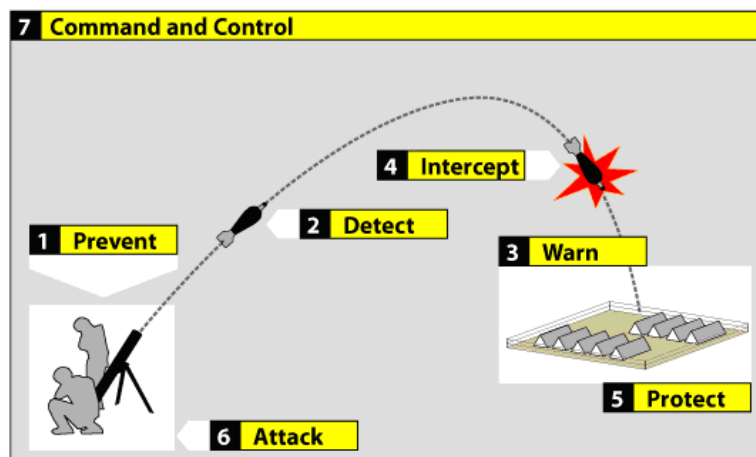 7 Command and Control
4 Intercept
1 Prevent
2 Detect
3 Warn
5 Protect
6 Attack